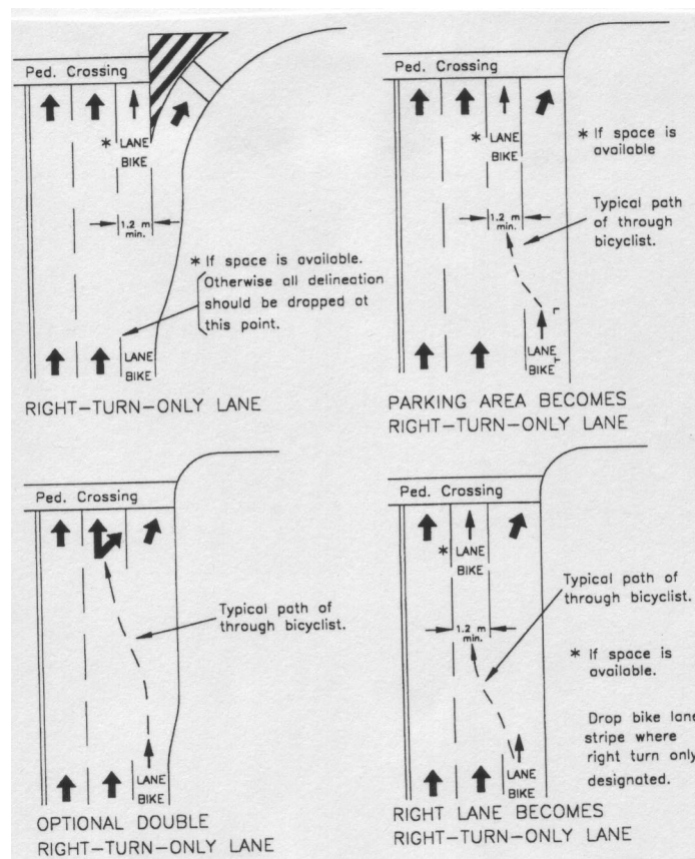 Ped. Crossing
* LANE
BIKE
1.2 m
min.
* If space is available.
Otherwise all delineation
should be dropped at
this point.
LANE
BIKE
RIGHT-TURN-ONLY LANE
Ped. Crossing
* LANE
BIKE
* If space is
available
1.2 m
min.
Typical path
of through
bicyclist.
LANE
BIKE
PARKING AREA BECOMES
RIGHT-TURN-ONLY LANE
Ped. Crossing
Typical path of
through bicyclist.
LANE
BIKE
OPTIONAL DOUBLE
RIGHT-TURN-ONLY LANE
Ped. Crossing
* LANE
BIKE
1.2 m
min.
Typical path of
through bicyclist.
* If space is
available.
Drop bike lane
stripe where
right turn only
designated.
LANE
BIKE
RIGHT LANE BECOMES
RIGHT-TURN-ONLY LANE